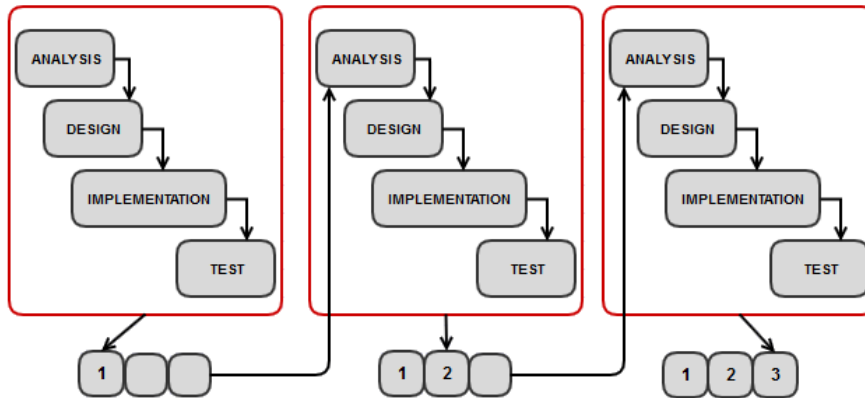 ANALYSIS
DESIGN
IMPLEMENTATION
TEST
1
ANALYSIS
DESIGN
IMPLEMENTATION
TEST
1 2
ANALYSIS
DESIGN
IMPLEMENTATION
TEST
1 2 3